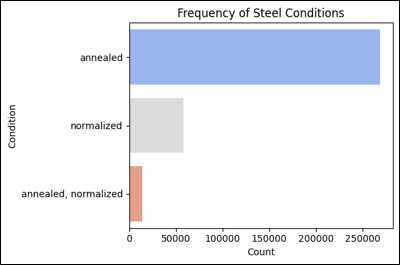 Frequency of Steel Conditions
Condition
annealed
normalized
annealed, normalized
0 50000 100000 150000 200000 250000
Count